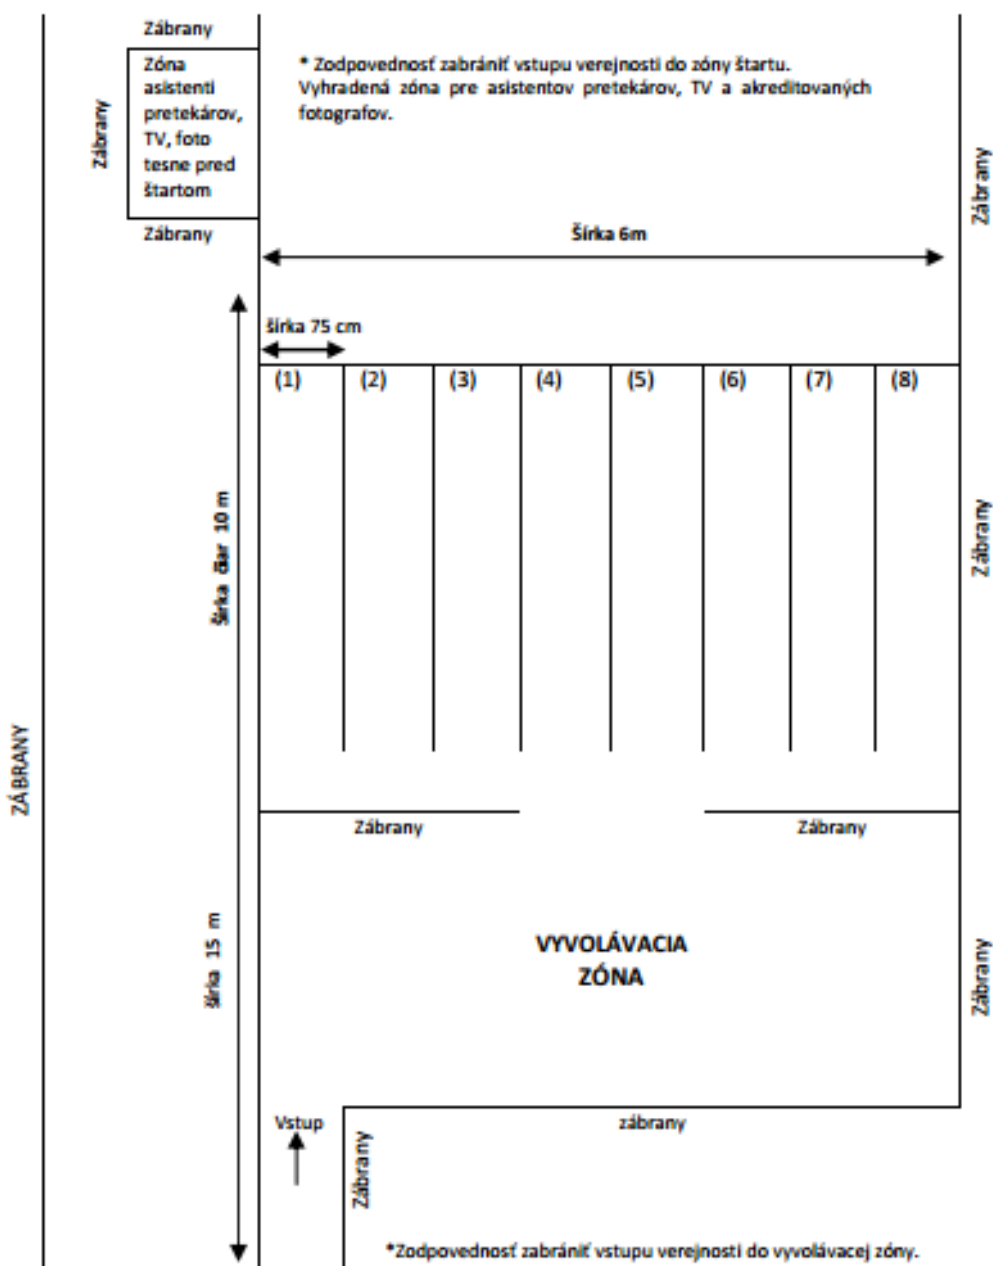 Zábrany
Zóna
asistenti
pretekárov,
TV, foto
tesne pred
štartom
Zábrany
Zábrany
* Zodpovednosť zabrániť vstupu verejnosti do zóny štartu.
Vyhradená zóna pre asistentov pretekárov, TV a akreditovaných
fotografov.
Zábrany
Šírka 6m
šírka 75 cm
(1) (2) (3) (4) (5) (6) (7) (8)
Šírka čiar 10 m
Zábrany
ZÁBRANY
Zábrany Zábrany
šírka 15 m
VYVOLÁVACIA
ZÓNA
Zábrany
Vstup
zábrany
Zábrany
*Zodpovednosť zabrániť vstupu verejnosti do vyvolávacej zóny.